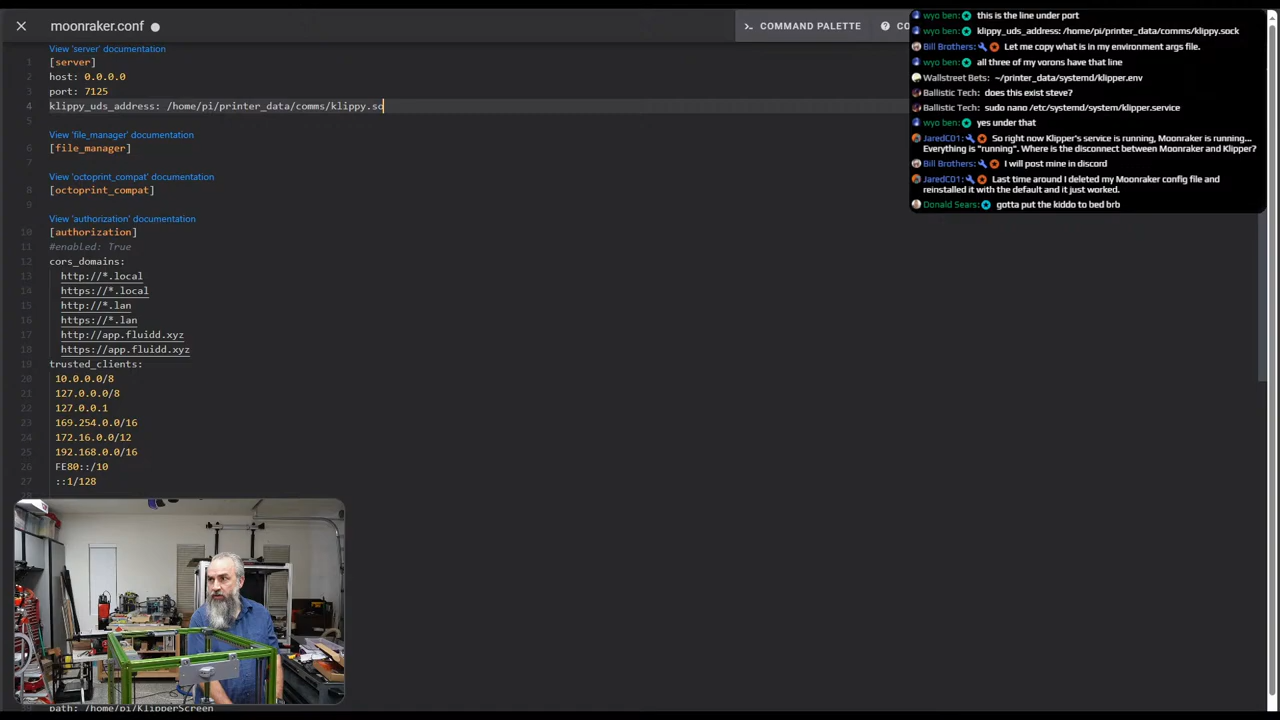 moonraker.conf
COMMAND PALETTE
CO
View 'server' documentation
1 [server]
2 host: 0.0.0.0
3 port: 7125
4 klippy_uds_address: /home/pi/printer_data/comms/klippy.so
5
View 'file_manager' documentation
6 [file_manager]
7
View 'octoprint_compat' documentation
8 [octoprint_compat]
9
View 'authorization' documentation
10 [authorization]
11 #enabled: True
12 cors_domains:
13 http://*.local
14 https://*.local
15 http://*.lan
16 https://*.lan
17 http://app.fluidd.xyz
18 https://app.fluidd.xyz
19 trusted_clients:
20 10.0.0.0/8
21 127.0.0.0/8
22 127.0.0.1
23 169.254.0.0/16
24 172.16.0.0/12
25 192.168.0.0/16
26 FE80::/10
27 ::1/128
28
path: /home/pi/KlipperScreen
wyo ben: this is the line under port
wyo ben: klippy_uds_address: /home/pi/printer_data/comms/klippy.sock
Bill Brothers: Let me copy what is in my environment args file.
wyo ben: all three of my vorons have that line
Wallstreet Bets: ~/printer_data/systemd/klipper.env
Ballistic Tech: does this exist steve?
Ballistic Tech: sudo nano /etc/systemd/system/klipper.service
wyo ben: yes under that
JaredC01: So right now Klipper's service is running, Moonraker is running...
Everything is "running". Where is the disconnect between Moonraker and Klipper?
Bill Brothers: I will post mine in discord
JaredC01: Last time around I deleted my Moonraker config file and
reinstalled it with the default and it just worked.
Donald Sears: gotta put the kiddo to bed brb